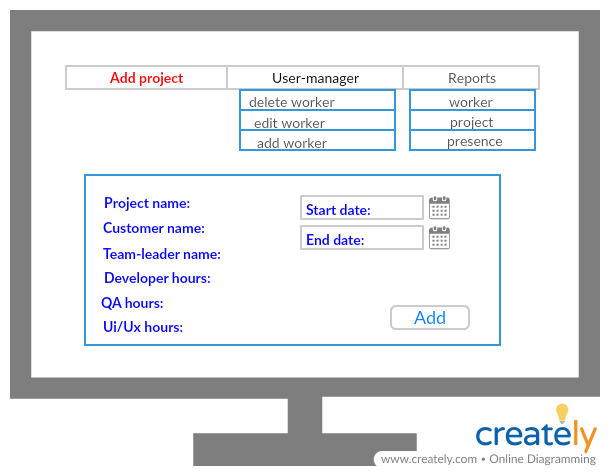 Add project User-manager Reports
delete worker worker
edit worker project
add worker presence
Project name: Start date:
Customer name:
End date:
Team-leader name:
Developer hours:
QA hours:
Ui/Ux hours:
Add
creately
www.creately.com • Online Diagramming